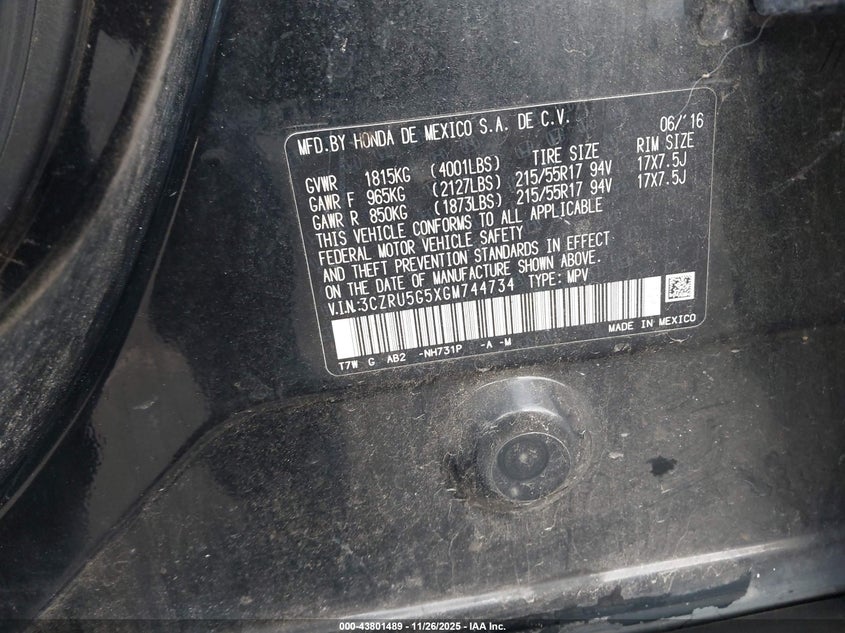 MFD.BY HONDA DE MEXICO S.A. DE C.V. 06/'16
TIRE SIZE RIM SIZE
GVWR 1815KG (4001LBS)
GAWR F 965KG (2127LBS) 215/55R17 94V 17X7.5J
GAWR R 850KG (1873LBS) 215/55R17 94V 17X7.5J
THIS VEHICLE CONFORMS TO ALL APPLICABLE
FEDERAL MOTOR VEHICLE SAFETY
AND THEFT PREVENTION STANDARDS IN EFFECT
ON THE DATE OF MANUFACTURE SHOWN ABOVE.
V.I.N:3CZRU5G5XGM744734 TYPE: MPV
MADE IN MEXICO
T7W G AB2 -NH731P -A -M
000-43801489 - 11/26/2025 - IAA Inc.